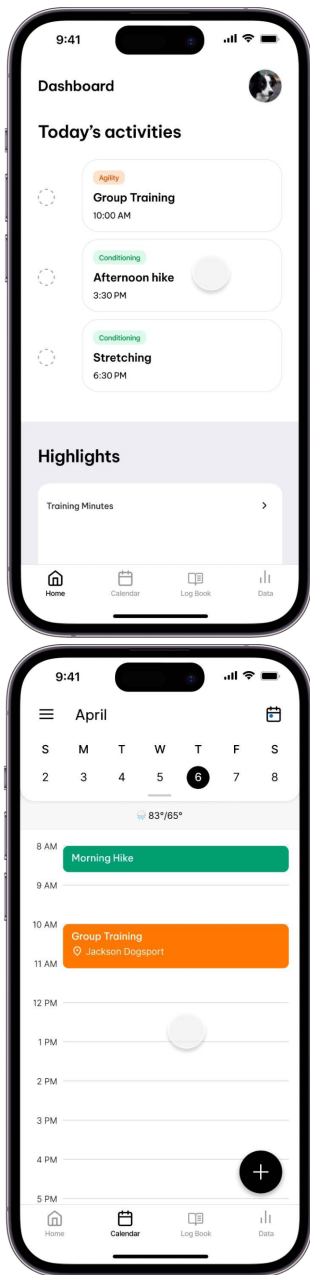 9:41
Dashboard
Today's activities
Agility
Group Training
10:00 AM
Conditioning
Afternoon hike
3:30 PM
Conditioning
Stretching
6:30 PM
Highlights
Training Minutes
Home Calendar Log Book Data
9:41
April
S M T W T F S
2 3 4 5 6 7 8
83°/65°
8 AM
Morning Hike
9 AM
10 AM
Group Training
Jackson Dogsport
11 AM
12 PM
1 PM
2 PM
3 PM
4 PM
5 PM
Home Calendar Log Book Data